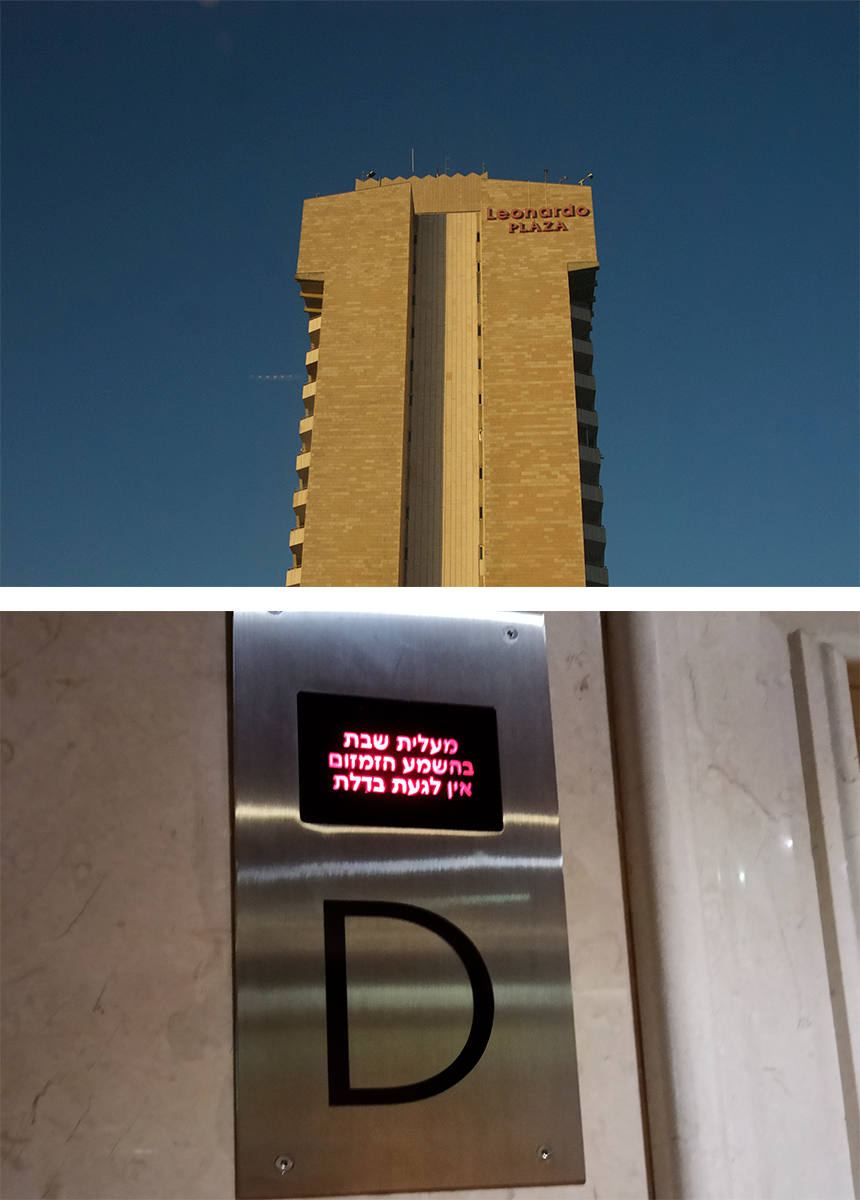 Leonardo
PLAZA
מעלית שבת
בהשמע הזמזום
אין לגעת בדלת
D